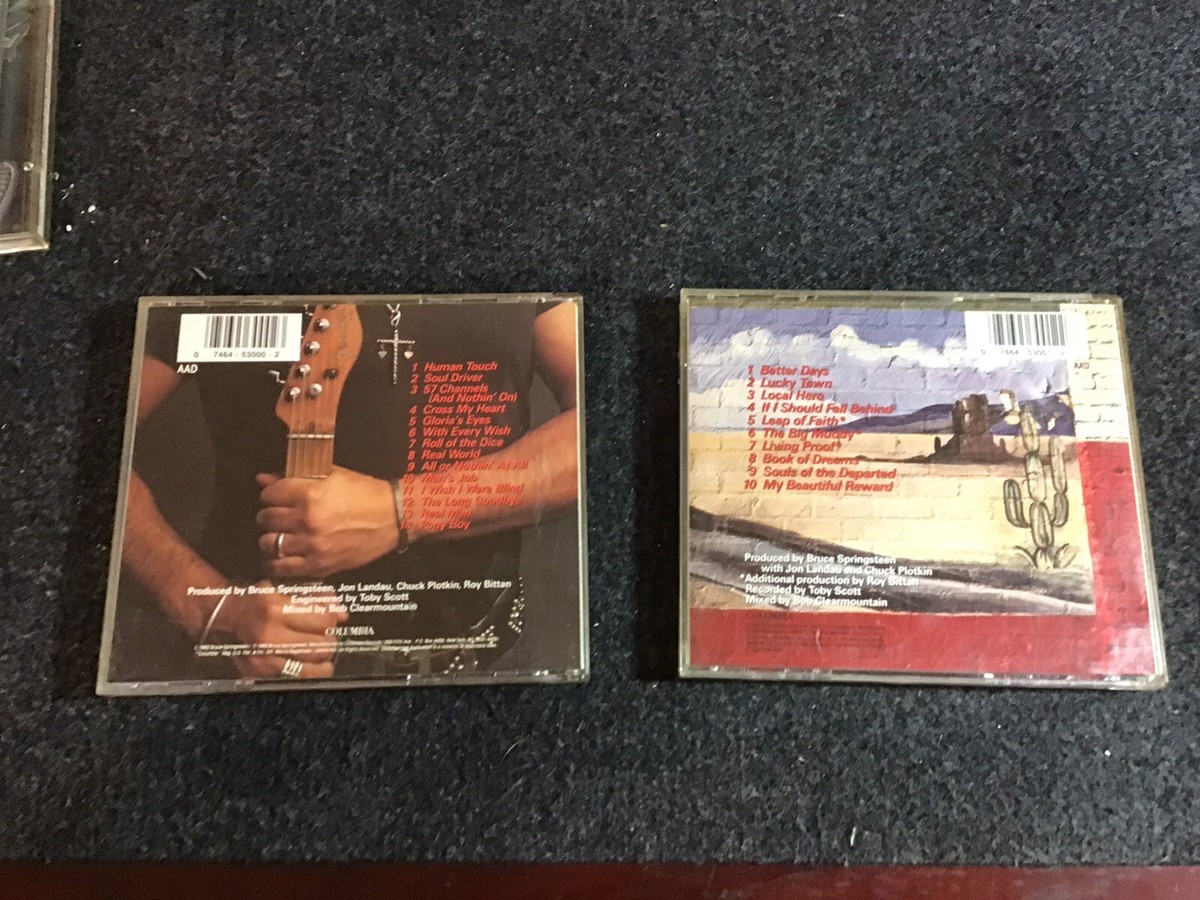 0 7464-53000-2
AAD
1 Human Touch
2 Soul Driver
3 57 Channels
(And Nothin' On)
4 Cross My Heart
5 Gloria's Eyes
6 With Every Wish
7 Roll of the Dice
8 Real World
9 All or Nothin' At All
10 Man's Job
11 I Wish I Were Blind
12 The Long Goodbye
13 Real Man
14 Pony Boy
Produced by Bruce Springsteen, Jon Landau, Chuck Plotkin, Roy Bittan
Engineered by Toby Scott
Mixed by Bob Clearmountain
COLUMBIA
0 7464-53001-2
AAD
1 Better Days
2 Lucky Town
3 Local Hero
4 If I Should Fall Behind
5 Leap of Faith*
6 The Big Muddy*
7 Living Proof*
8 Book of Dreams
9 Souls of the Departed
10 My Beautiful Reward
Produced by Bruce Springsteen
with Jon Landau and Chuck Plotkin
*Additional production by Roy Bittan
Recorded by Toby Scott
Mixed by Bob Clearmountain
COLUMBIA